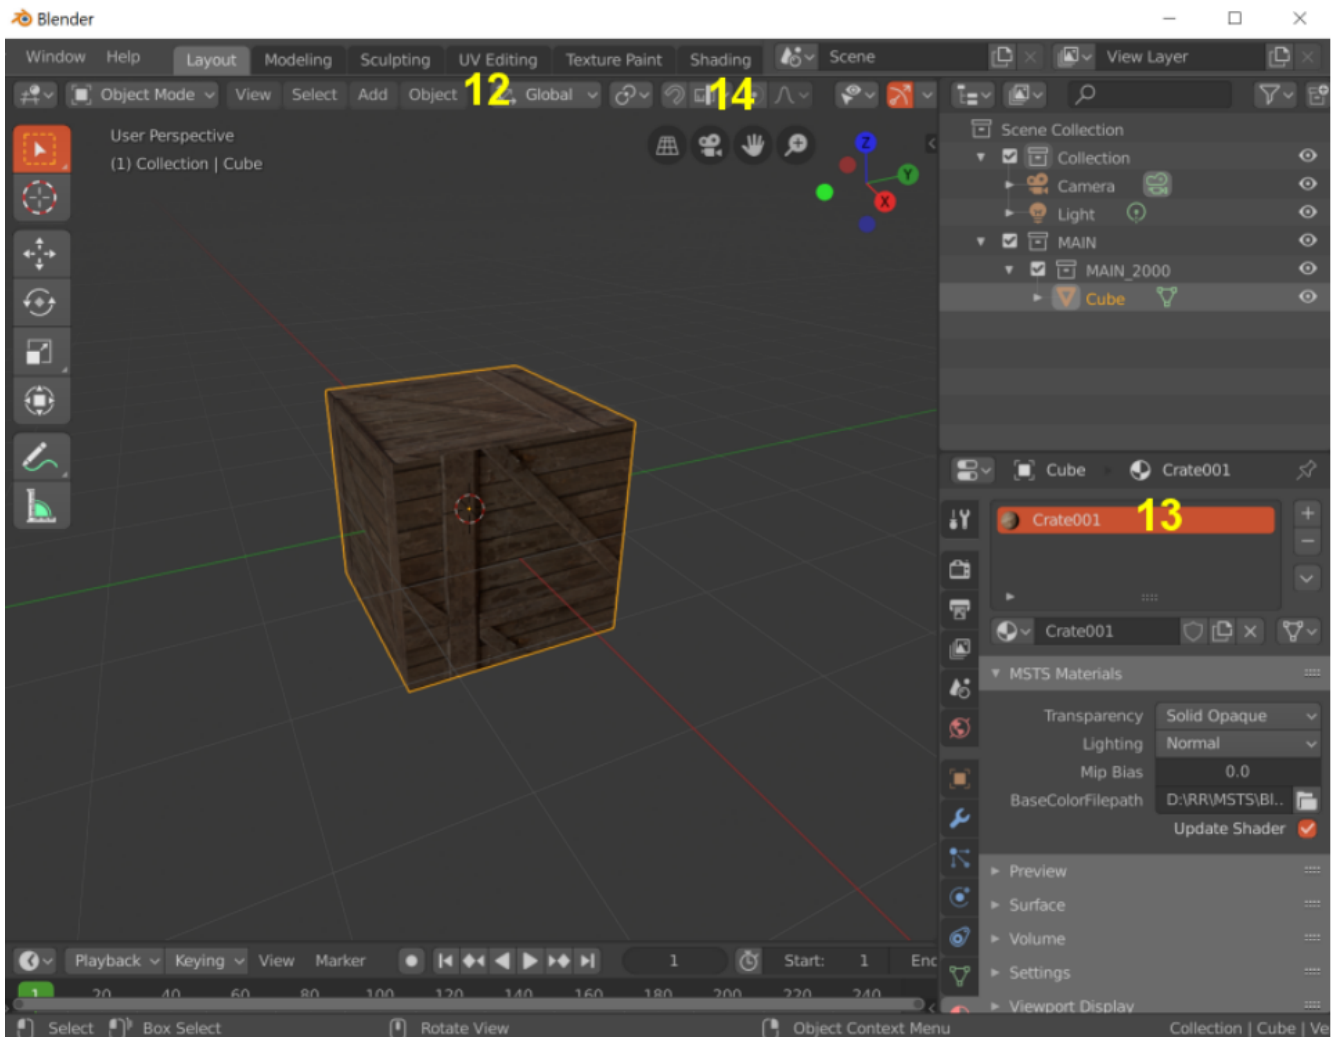 Blender
Window Help Layout Modeling Sculpting UV Editing Texture Paint Shading Scene View Layer
Object Mode View Select Add Object 12 Global 14
User Perspective
(1) Collection | Cube
Z
Y
X
Scene Collection
Collection
Camera
Light
MAIN
MAIN_2000
Cube
Cube Crate001
Crate001 13
Crate001
MSTS Materials
Transparency Solid Opaque
Lighting Normal
Mip Bias 0.0
BaseColorFilepath D:\RR\MSTS\Bl..
Update Shader
Preview
Surface
Volume
Settings
Viewport Display
Playback Keying View Marker 1 Start: 1 End
1 20 40 60 80 100 120 140 160 180 200 220 240
Select Box Select Rotate View Object Context Menu Collection | Cube | Ve